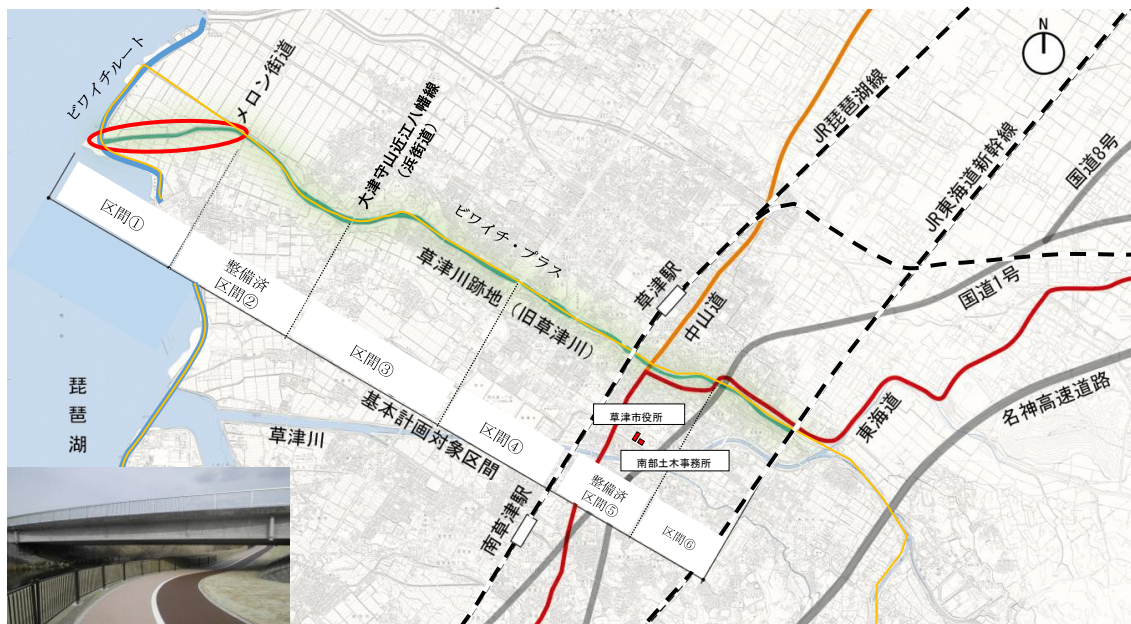 N
ビワイチルート
メロン街道
大津守山近江八幡線
（浜街道）
JR琵琶湖線
JR東海道新幹線
国道8号
ビワイチ・プラス
草津川跡地（旧草津川）
草津駅
中山道
国道1号
区間①
整備済
区間②
区間③
区間④
整備済
区間⑤
区間⑥
基本計画対象区間
草津市役所
南部土木事務所
東海道
名神高速道路
琵琶湖
草津川
南草津駅